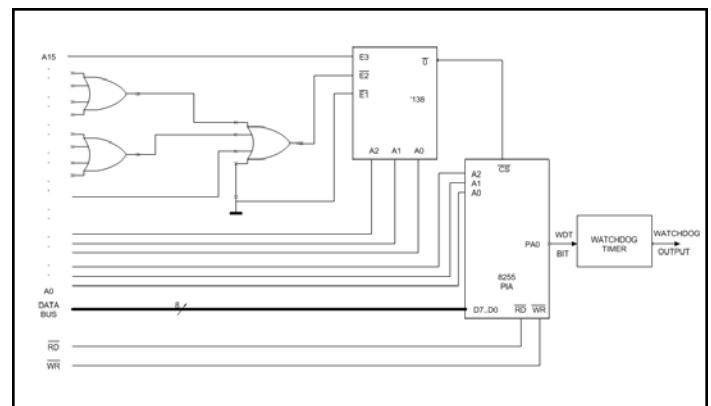 A15
E3
E2
E1
0
'138
A2 A1 A0
CS
A2
A1
A0
PA0
WDT
BIT
WATCHDOG
TIMER
WATCHDOG
OUTPUT
8255
PIA
A0
DATA
BUS
8
D7..D0 RD WR
RD
WR